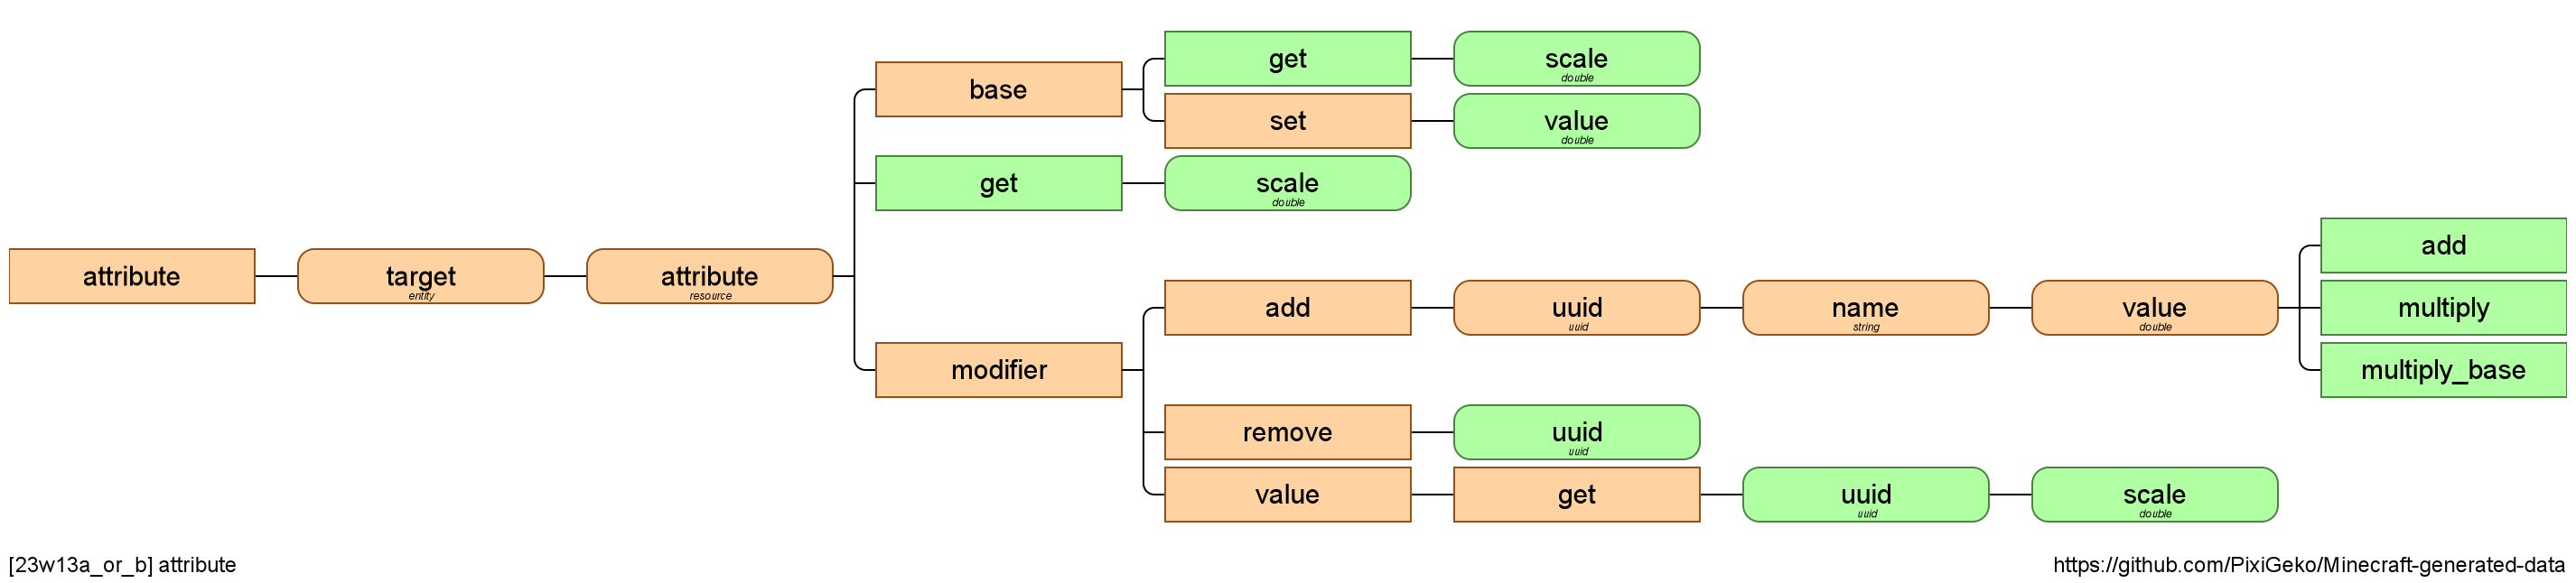 get
scale
double
base
set
value
double
get
scale
double
add
attribute
target
entity
attribute
resource
add
uuid
uuid
name
string
value
double
multiply
modifier
multiply_base
remove
uuid
uuid
value
get
uuid
uuid
scale
double
[23w13a_or_b] attribute
https://github.com/PixiGeko/Minecraft-generated-data